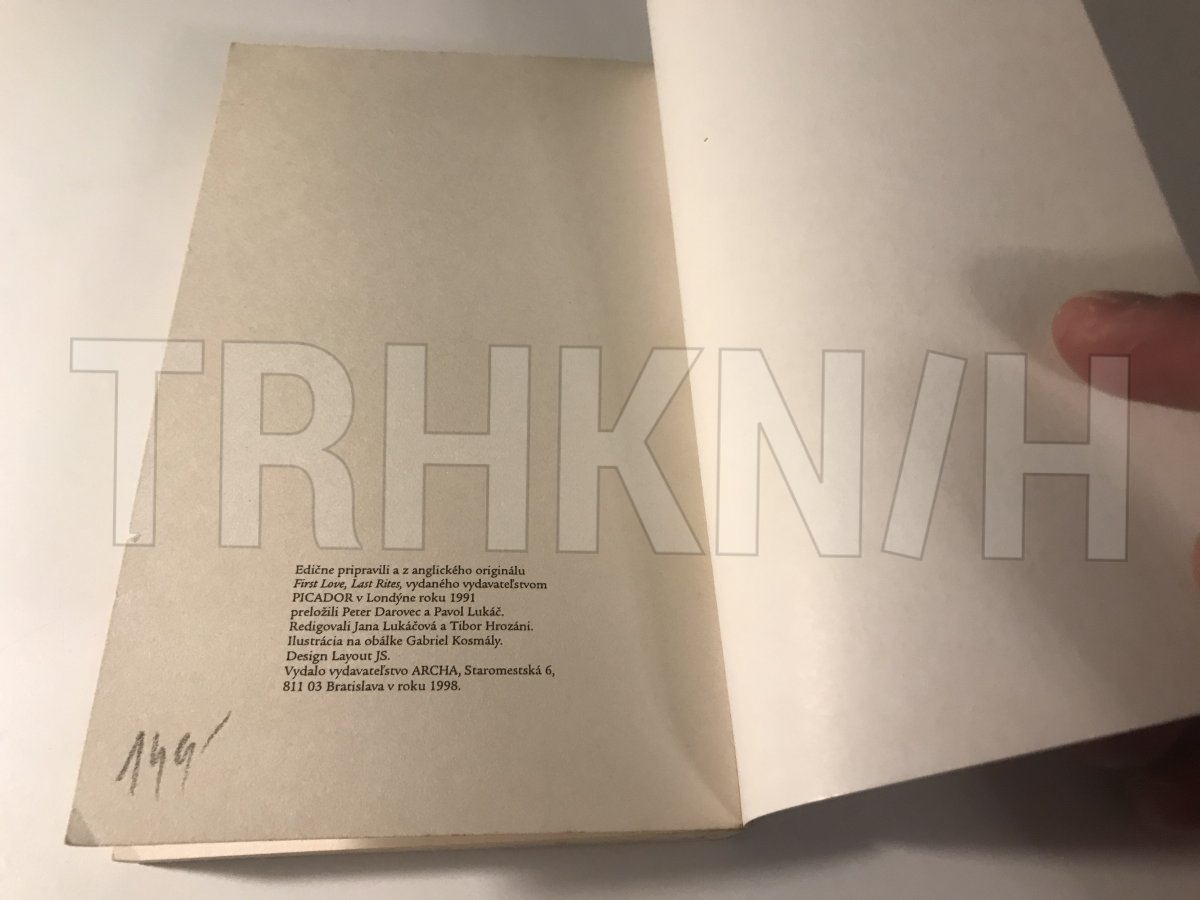 TRHKN/H
Edične pripravili a z anglického originálu
First Love, Last Rites, vydaného vydavateľstvom
PICADOR v Londýne roku 1991
preložili Peter Darovec a Pavol Lukáč.
Redigovali Jana Lukáčová a Tibor Hrozáni.
Ilustrácia na obálke Gabriel Kosmály.
Design Layout JS.
Vydalo vydavateľstvo ARCHA, Staromestská 6,
811 03 Bratislava v roku 1998.